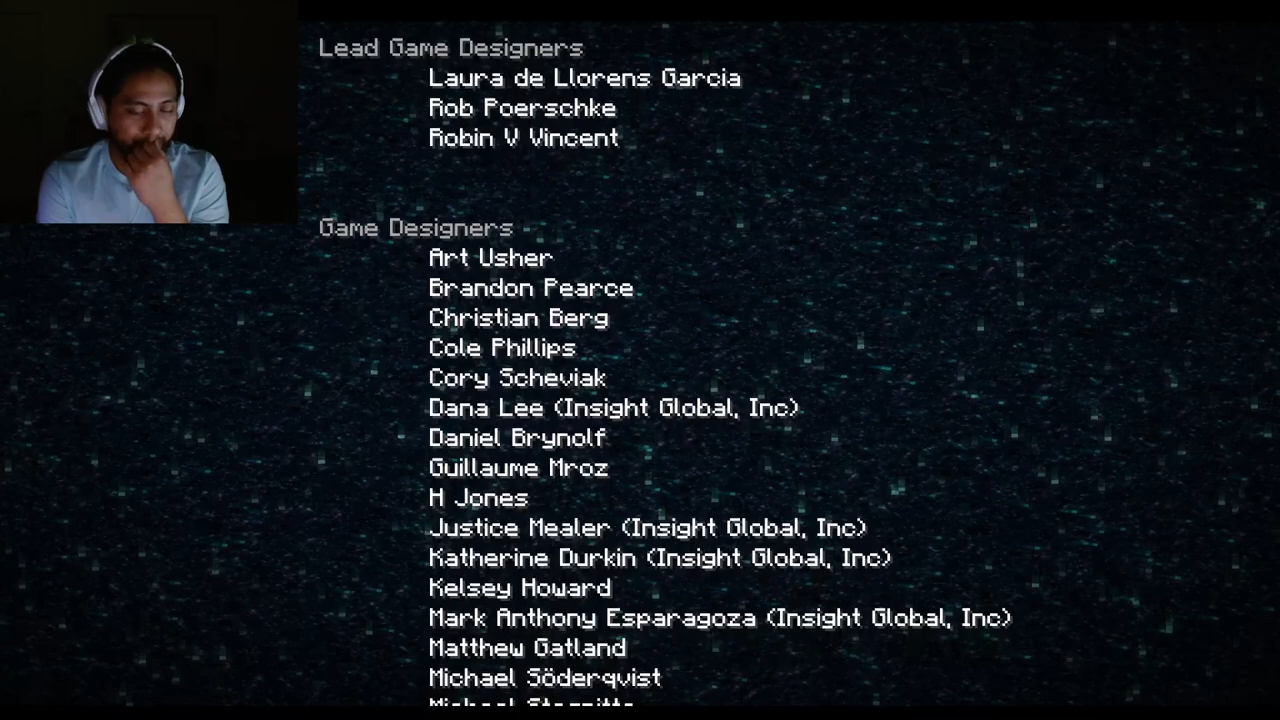 Lead Game Designers
Laura de Llorens Garcia
Rob Poerschke
Robin V Vincent
Game Designers
Art Usher
Brandon Pearce
Christian Berg
Cole Phillips
Cory Scheviak
Dana Lee (Insight Global, Inc)
Daniel Brynolf
Guillaume Mroz
H Jones
Justice Mealer (Insight Global, Inc)
Katherine Durkin (Insight Global, Inc)
Kelsey Howard
Mark Anthony Esparagoza (Insight Global, Inc)
Matthew Gatland
Michael Söderqvist
Michael